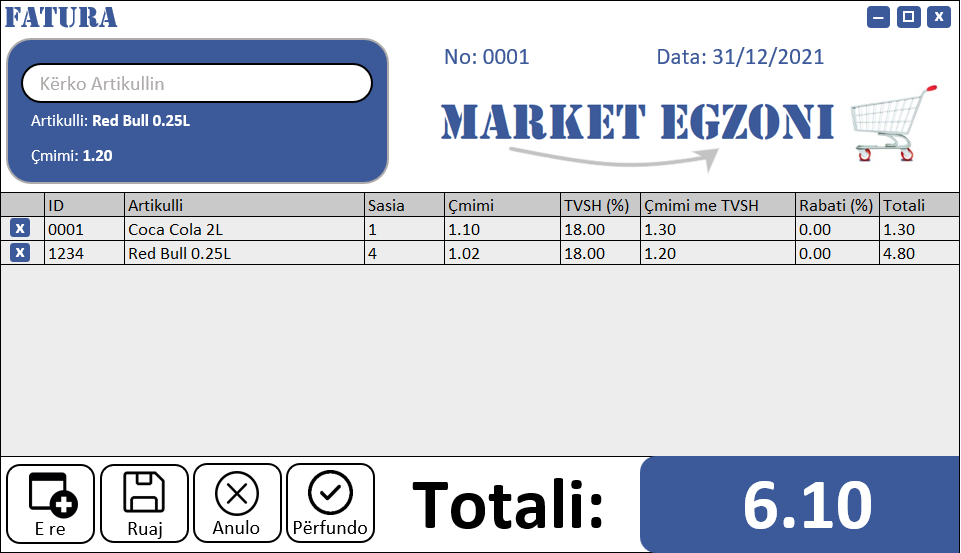 FATURA
X
Kërko Artikullin
Artikulli: Red Bull 0.25L
Çmimi: 1.20
No: 0001 Data: 31/12/2021
MARKET EGZONI
ID Artikulli Sasia Çmimi TVSH (%) Çmimi me TVSH Rabati (%) Totali
X 0001 Coca Cola 2L 1 1.10 18.00 1.30 0.00 1.30
X 1234 Red Bull 0.25L 4 1.02 18.00 1.20 0.00 4.80
E re Ruaj Anulo Përfundo
Totali: 6.10